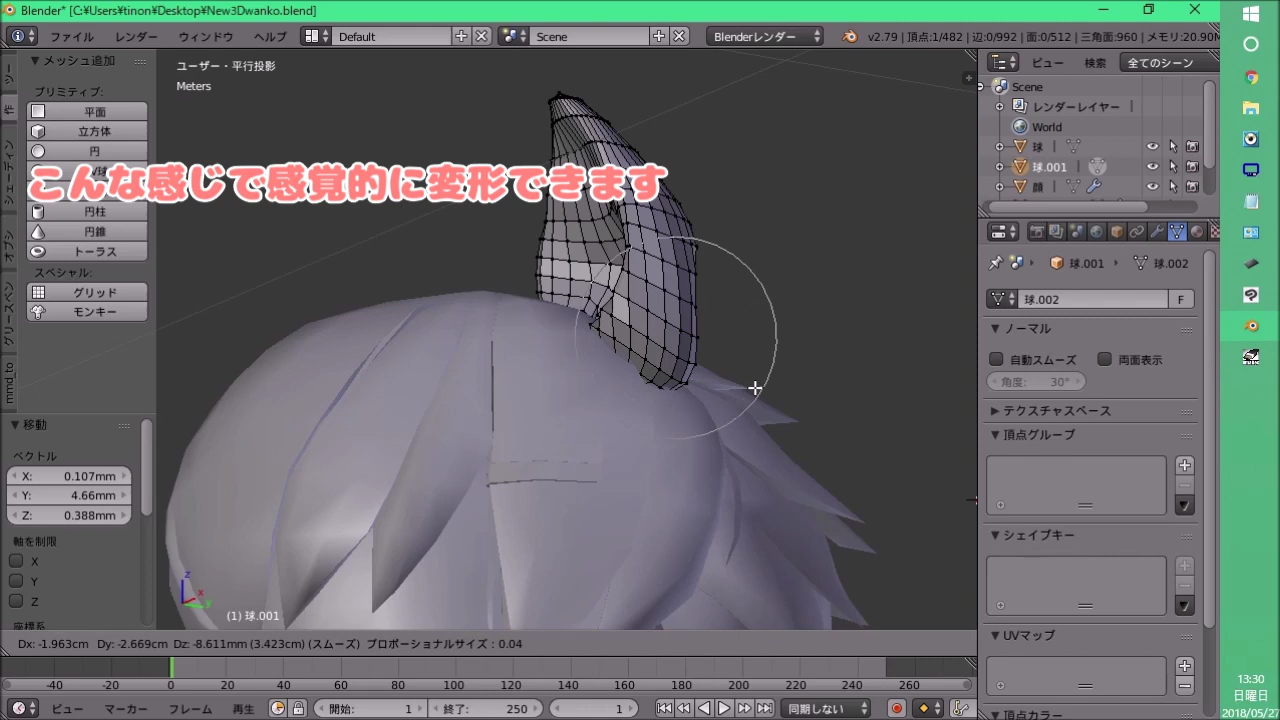 Blender* [C:¥Users¥tinon¥Desktop¥New3Dwanko.blend]
ファイル レンダー ウィンドウ ヘルプ Default Scene Blenderレンダー v2.79 | 頂点:1/482 | 辺:0/992 | 面:0/512 | 三角面:960 | メモリ:20.90M
メッシュ追加
プリミティブ:
平面
立方体
円
円柱
円錐
トーラス
スペシャル:
グリッド
モンキー
mmd_to
ユーザー・平行投影
Meters
こんな感じで感覚的に変形できます
移動
ベクトル
X: 0.107mm
Y: 4.66mm
Z: 0.388mm
軸を制限
X
Y
Z
座標系
(1) 球.001
Dx: -1.963cm Dy: -2.669cm Dz: -8.611mm (3.423cm) (スムーズ) プロポーショナルサイズ：0.04
-40 -20 0 20 40 60 80 100 120 140 160 180 200 220 240 260
ビュー マーカー フレーム 再生 開始: 1 終了: 250 1 同期しない
ビュー 検索 全てのシーン
Scene
レンダーレイヤー
World
球
球.001
顔
球.001 球.002
球.002 F
ノーマル
自動スムーズ 両面表示
角度: 30°
テクスチャスペース
頂点グループ
シェイプキー
UVマップ
頂点カラー
13:30
日曜日
2018/05/27